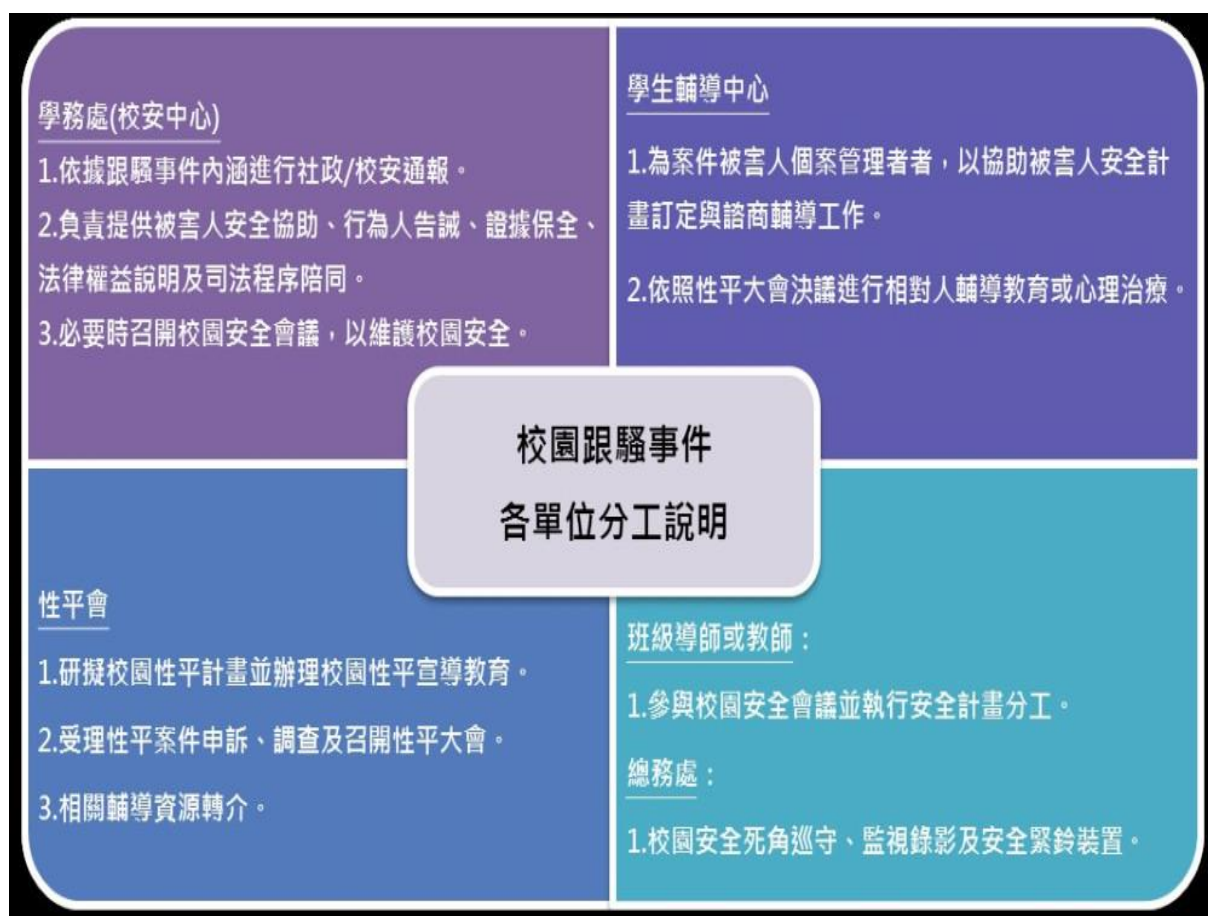 學務處(校安中心)
1.依據跟騷事件內涵進行社政/校安通報。
2.負責提供被害人安全協助、行為人告誡、證據保全、
法律權益說明及司法程序陪同。
3.必要時召開校園安全會議，以維護校園安全。
學生輔導中心
1.為案件被害人個案管理者者，以協助被害人安全計
畫訂定與諮商輔導工作。
2.依照性平大會決議進行相對人輔導教育或心理治療。
校園跟騷事件
各單位分工說明
性平會
1.研擬校園性平計畫並辦理校園性平宣導教育。
2.受理性平案件申訴、調查及召開性平大會。
3.相關輔導資源轉介。
班級導師或教師：
1.參與校園安全會議並執行安全計畫分工。
總務處：
1.校園安全死角巡守、監視錄影及安全緊鈴裝置。